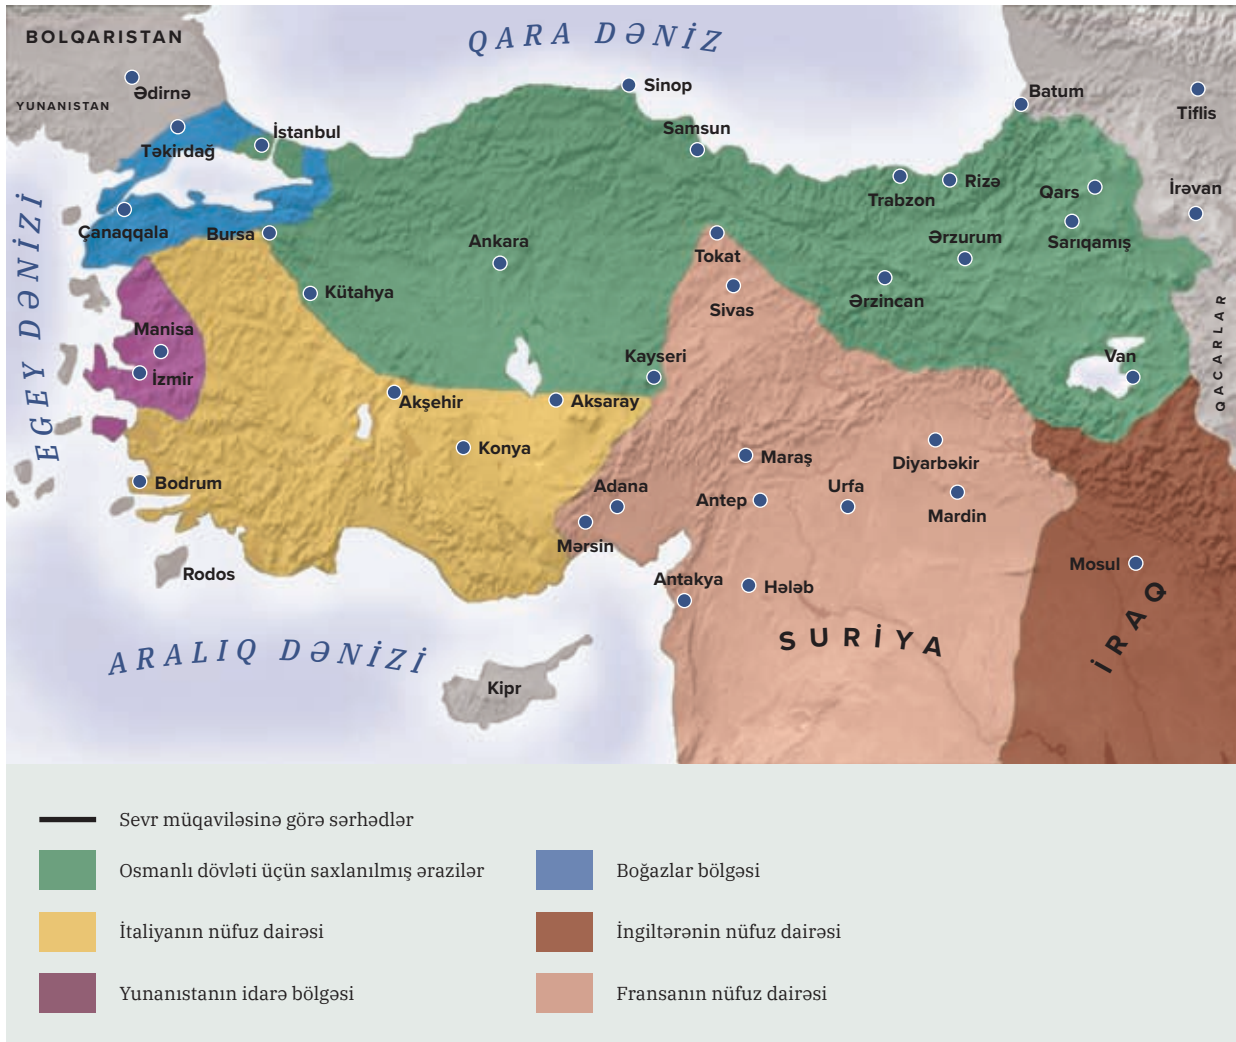 BOLQARISTAN
QARA DƏNİZ
Sinop
Ədirnə
YUNANISTAN
Batum
Tiflis
İstanbul
Samsun
Təkirdağ
Trabzon
Rizə
Qars
İrəvan
EGEY DƏNİZİ
Çanaqqala
Bursa
Ankara
Tokat
Ərzurum
Sarıqamış
Kütahya
Sivas
Ərzincan
QACARLAR
Manisa
Kayseri
Van
İzmir
Akşehir
Aksaray
Konya
Maraş
Diyarbəkir
Bodrum
Adana
Antep
Urfa
Mardin
Mərsin
Rodos
Antakya
Hələb
Mosul
İRAQ
SURİYA
ARALIQ DƏNİZİ
Kipr
Sevr müqaviləsinə görə sərhədlər
Osmanlı dövləti üçün saxlanılmış ərazilər
Boğazlar bölgəsi
İtaliyanın nüfuz dairəsi
İngiltərənin nüfuz dairəsi
Yunanıstanın idarə bölgəsi
Fransanın nüfuz dairəsi